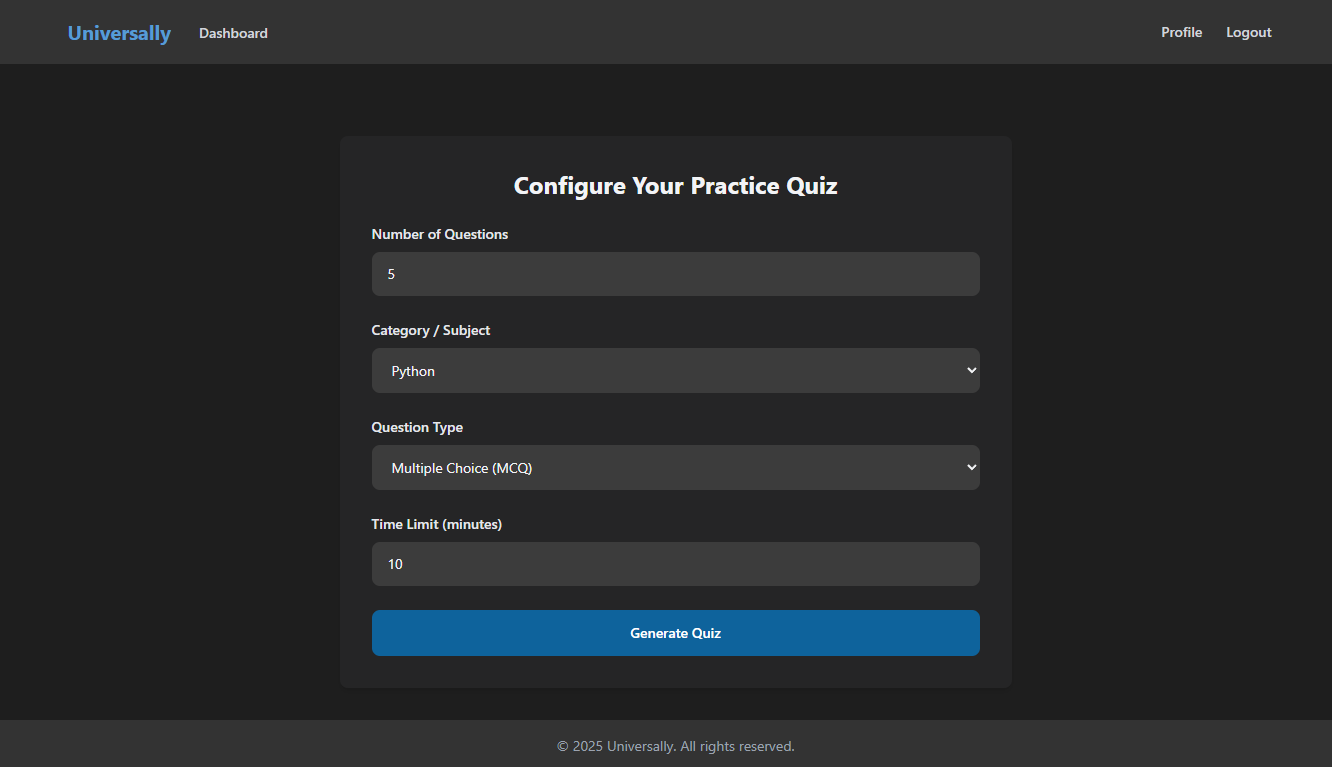 Universally Dashboard Profile Logout
Configure Your Practice Quiz
Number of Questions
5
Category / Subject
Python
Question Type
Multiple Choice (MCQ)
Time Limit (minutes)
10
Generate Quiz
© 2025 Universally. All rights reserved.